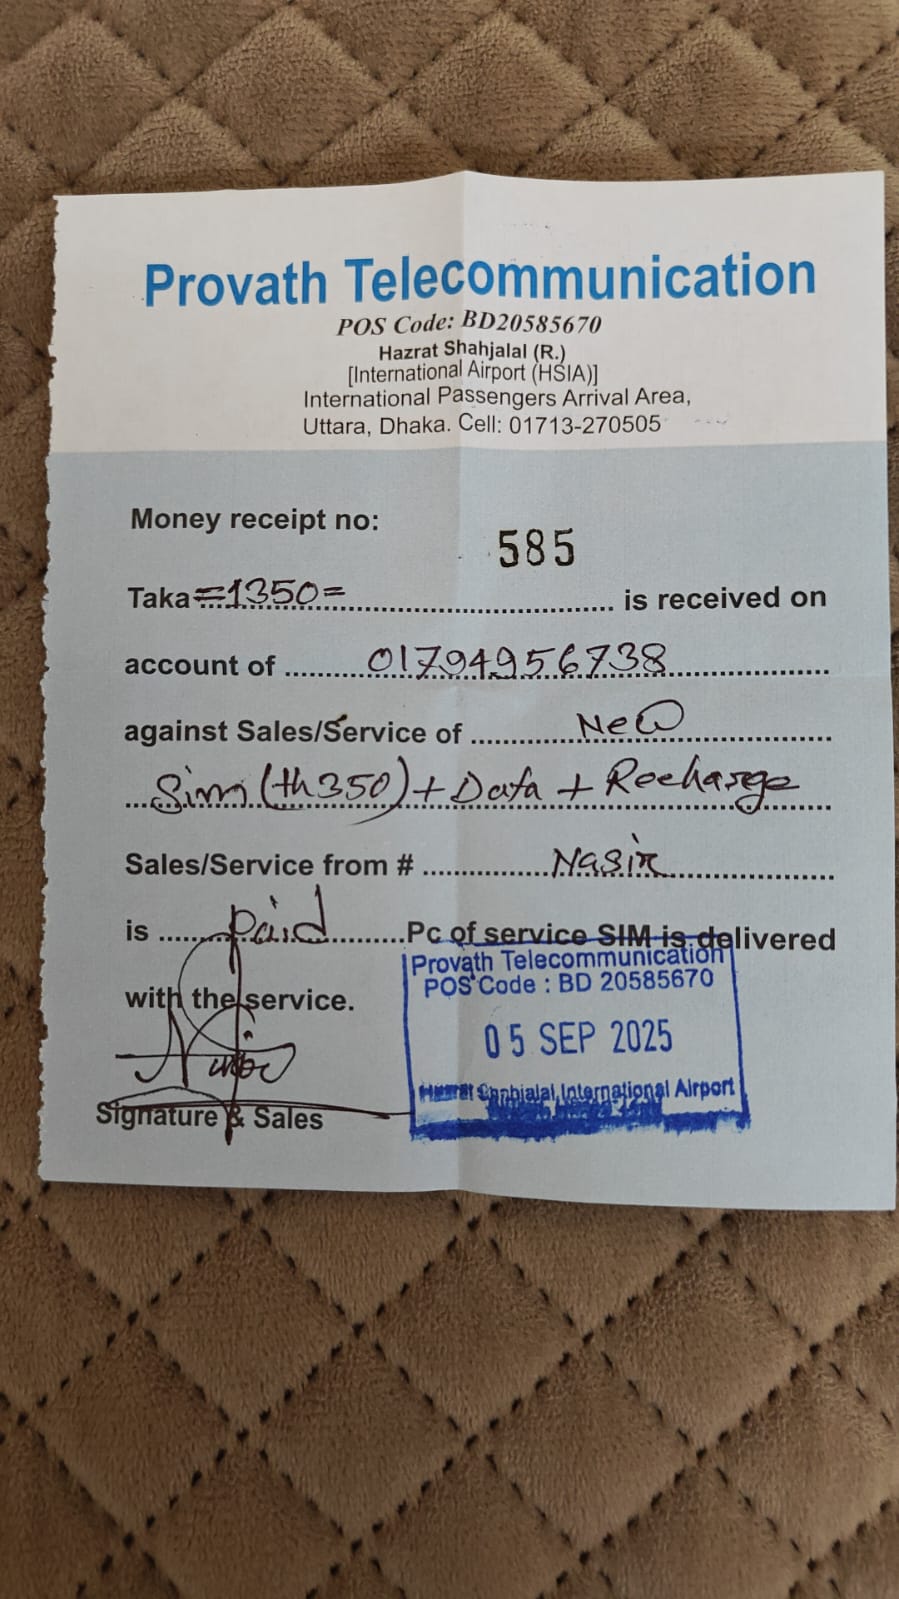 Provath Telecommunication
POS Code: BD20585670
Hazrat Shahjalal (R.)
[International Airport (HSIA)]
International Passengers Arrival Area,
Uttara, Dhaka. Cell: 01713-270505
Money receipt no:
585
Taka =1350= is received on
account of 01794956738
against Sales/Service of New
Sim (th350) + Data + Recharge
Sales/Service from # Nasir
is paid Pc of service SIM is delivered
with the service.
Signature & Sales
Provath Telecommunication
POS Code : BD 20585670
05 SEP 2025
International Airport